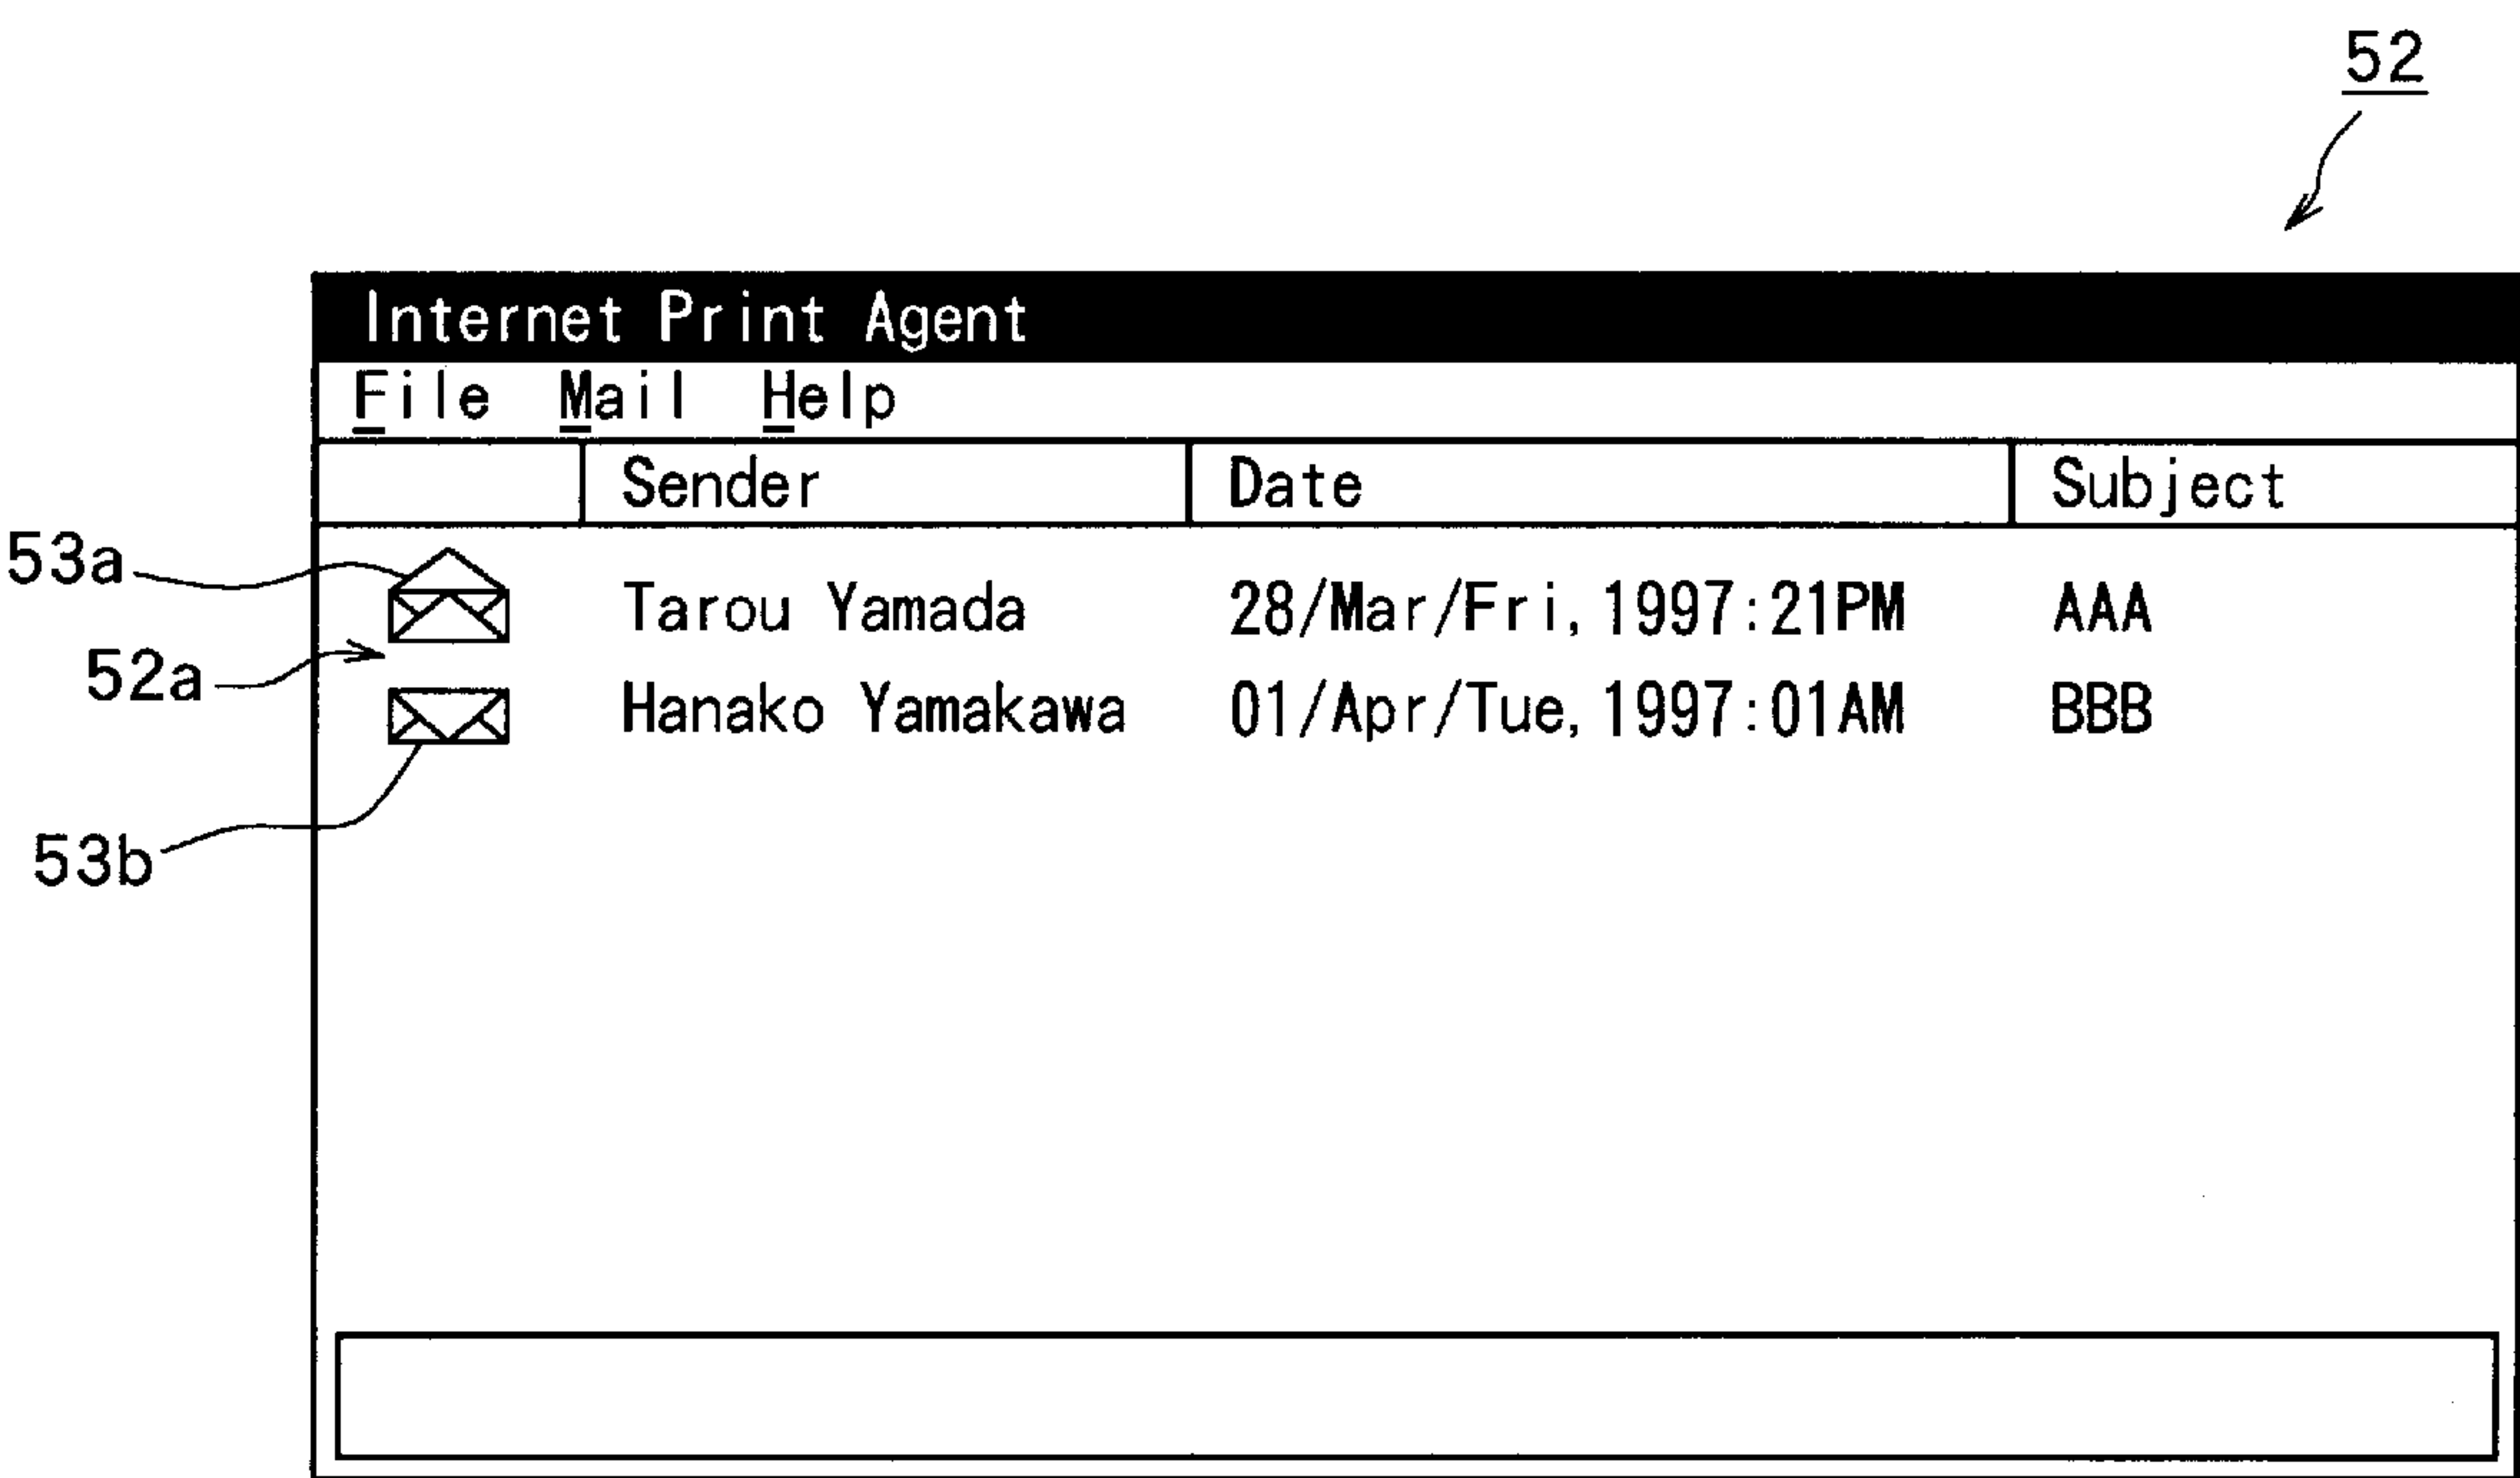 52
Internet Print Agent
File Mail Help
Sender Date Subject
53a
Tarou Yamada 28/Mar/Fri,1997:21PM AAA
52a
Hanako Yamakawa 01/Apr/Tue,1997:01AM BBB
53b